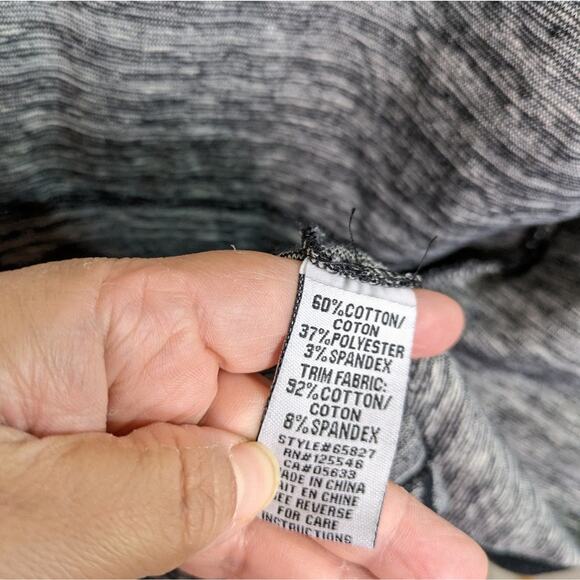 60%COTTON/
COTON
37%POLYESTER
3%SPANDEX
TRIM FABRIC:
92%COTTON/
COTON
8%SPANDEX
STYLE#65827
RN#125546
CA#05633
ADE IN CHINA
AIT EN CHINE
EE REVERSE
FOR CARE
INSTRUCTIONS